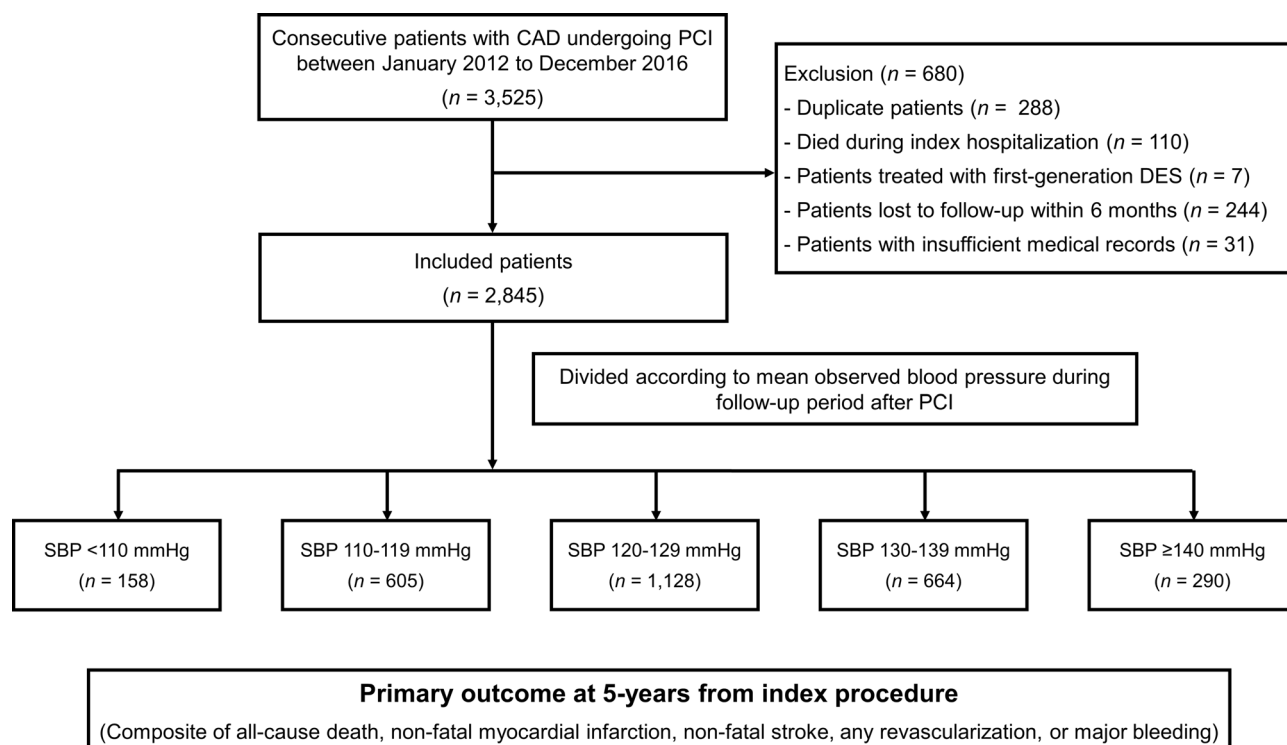 Consecutive patients with CAD undergoing PCI
between January 2012 to December 2016
(n = 3,525)
Exclusion (n = 680)
- Duplicate patients (n =  288)
- Died during index hospitalization (n = 110)
- Patients treated with first-generation DES (n = 7)
- Patients lost to follow-up within 6 months (n = 244)
- Patients with insufficient medical records (n = 31)
Included patients
(n = 2,845)
Divided according to mean observed blood pressure during
follow-up period after PCI
SBP <110 mmHg
(n = 158)
SBP 110-119 mmHg
(n = 605)
SBP 120-129 mmHg
(n = 1,128)
SBP 130-139 mmHg
(n = 664)
SBP ≥140 mmHg
(n = 290)
Primary outcome at 5-years from index procedure
(Composite of all-cause death, non-fatal myocardial infarction, non-fatal stroke, any revascularization, or major bleeding)